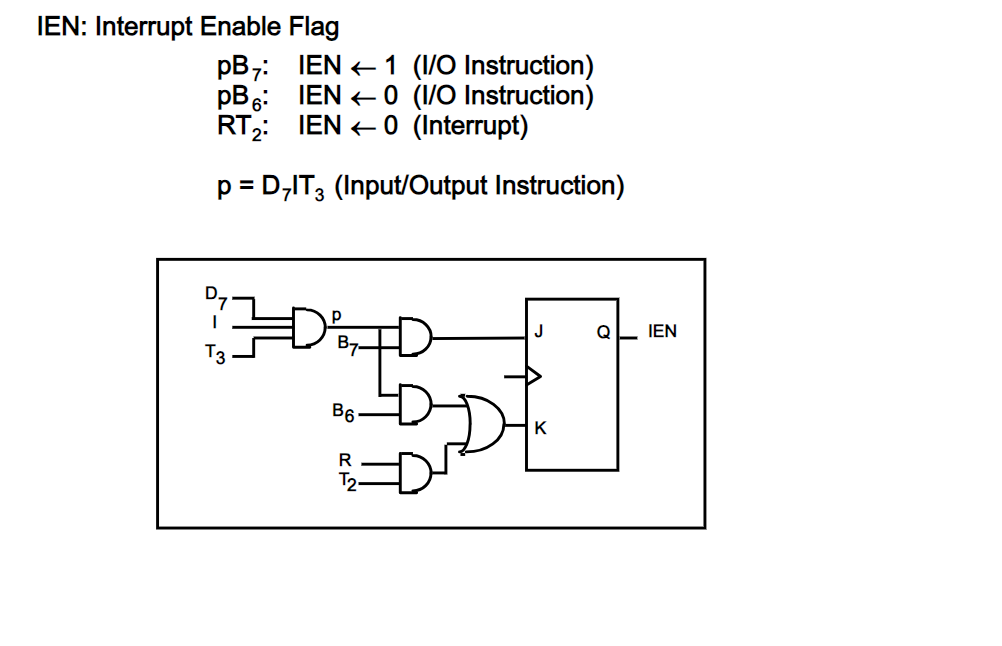 IEN: Interrupt Enable Flag
pB7: IEN ← 1 (I/O Instruction)
pB6: IEN ← 0 (I/O Instruction)
RT2: IEN ← 0 (Interrupt)
p = D7IT3 (Input/Output Instruction)
D7
I
T3
p
B7
J
Q
IEN
B6
K
R
T2